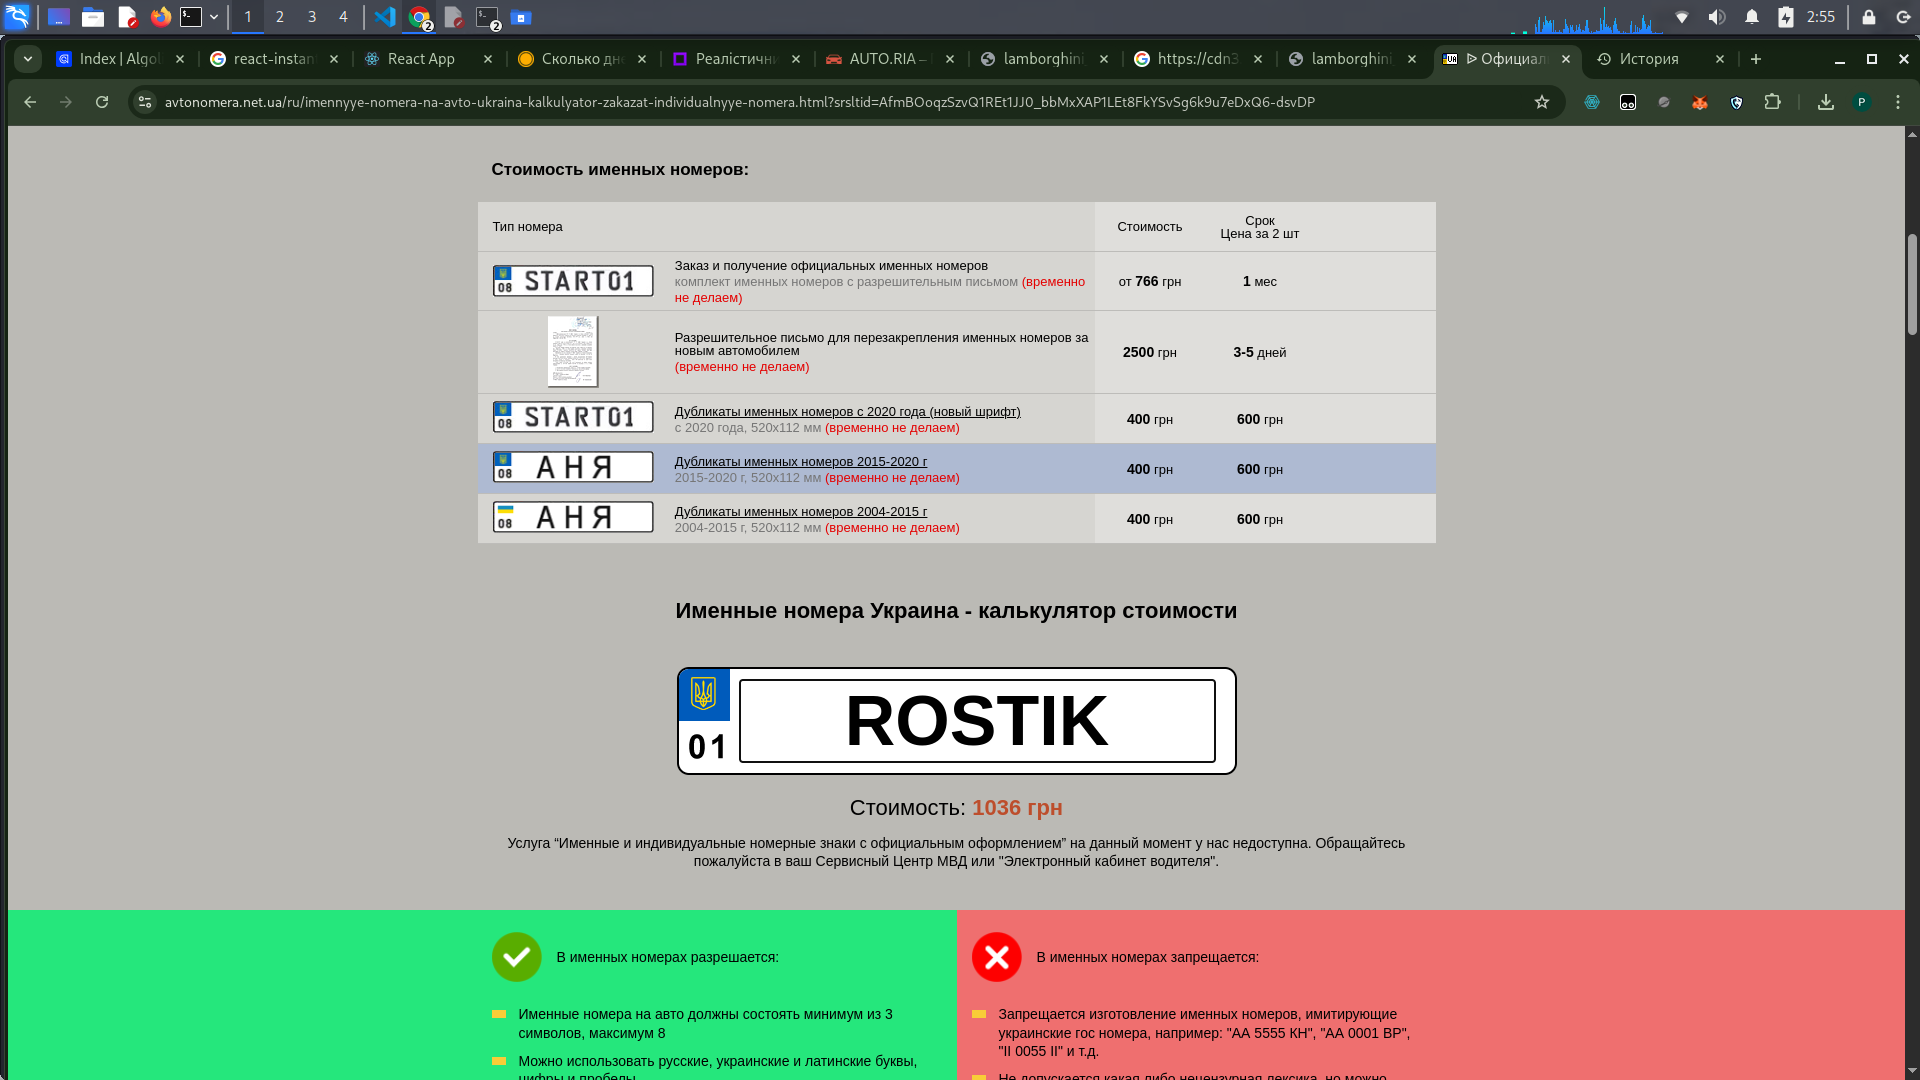 1
2
3
4
2
2
2:55
Index | Algol
react-instan
React App
Сколько дне
Реалістичн
AUTO.RIA –
lamborghini
https://cdn3
lamborghini
ᐉ Официал
История
avtonomera.net.ua/ru/imennyye-nomera-na-avto-ukraina-kalkulyator-zakazat-individualnyye-nomera.html?srsltid=AfmBOoqzSzvQ1REt1JJ0_bbMxXAP1LEt8FkYSvSg6k9u7eDxQ6-dsvDP
P
Стоимость именных номеров:
Тип номера
Стоимость
Срок
Цена за 2 шт
08 START01
Заказ и получение официальных именных номеров
комплект именных номеров с разрешительным письмом (временно
не делаем)
от 766 грн
1 мес
Разрешительное письмо для перезакрепления именных номеров за
новым автомобилем
(временно не делаем)
2500 грн
3-5 дней
08 START01
Дубликаты именных номеров с 2020 года (новый шрифт)
с 2020 года, 520х112 мм (временно не делаем)
400 грн
600 грн
08 АНЯ
Дубликаты именных номеров 2015-2020 г
2015-2020 г, 520х112 мм (временно не делаем)
400 грн
600 грн
08 АНЯ
Дубликаты именных номеров 2004-2015 г
2004-2015 г, 520х112 мм (временно не делаем)
400 грн
600 грн
Именные номера Украина - калькулятор стоимости
01
ROSTIK
Стоимость: 1036 грн
Услуга “Именные и индивидуальные номерные знаки с официальным оформлением” на данный момент у нас недоступна. Обращайтесь
пожалуйста в ваш Сервисный Центр МВД или "Электронный кабинет водителя".
В именных номерах разрешается:
Именные номера на авто должны состоять минимум из 3
символов, максимум 8
Можно использовать русские, украинские и латинские буквы,
цифры и пробелы
В именных номерах запрещается:
Запрещается изготовление именных номеров, имитирующие
украинские гос номера, например: "АА 5555 КН", "АА 0001 ВР",
"II 0055 II" и т.д.
Не допускается какая либо нецензурная лексика, но можно